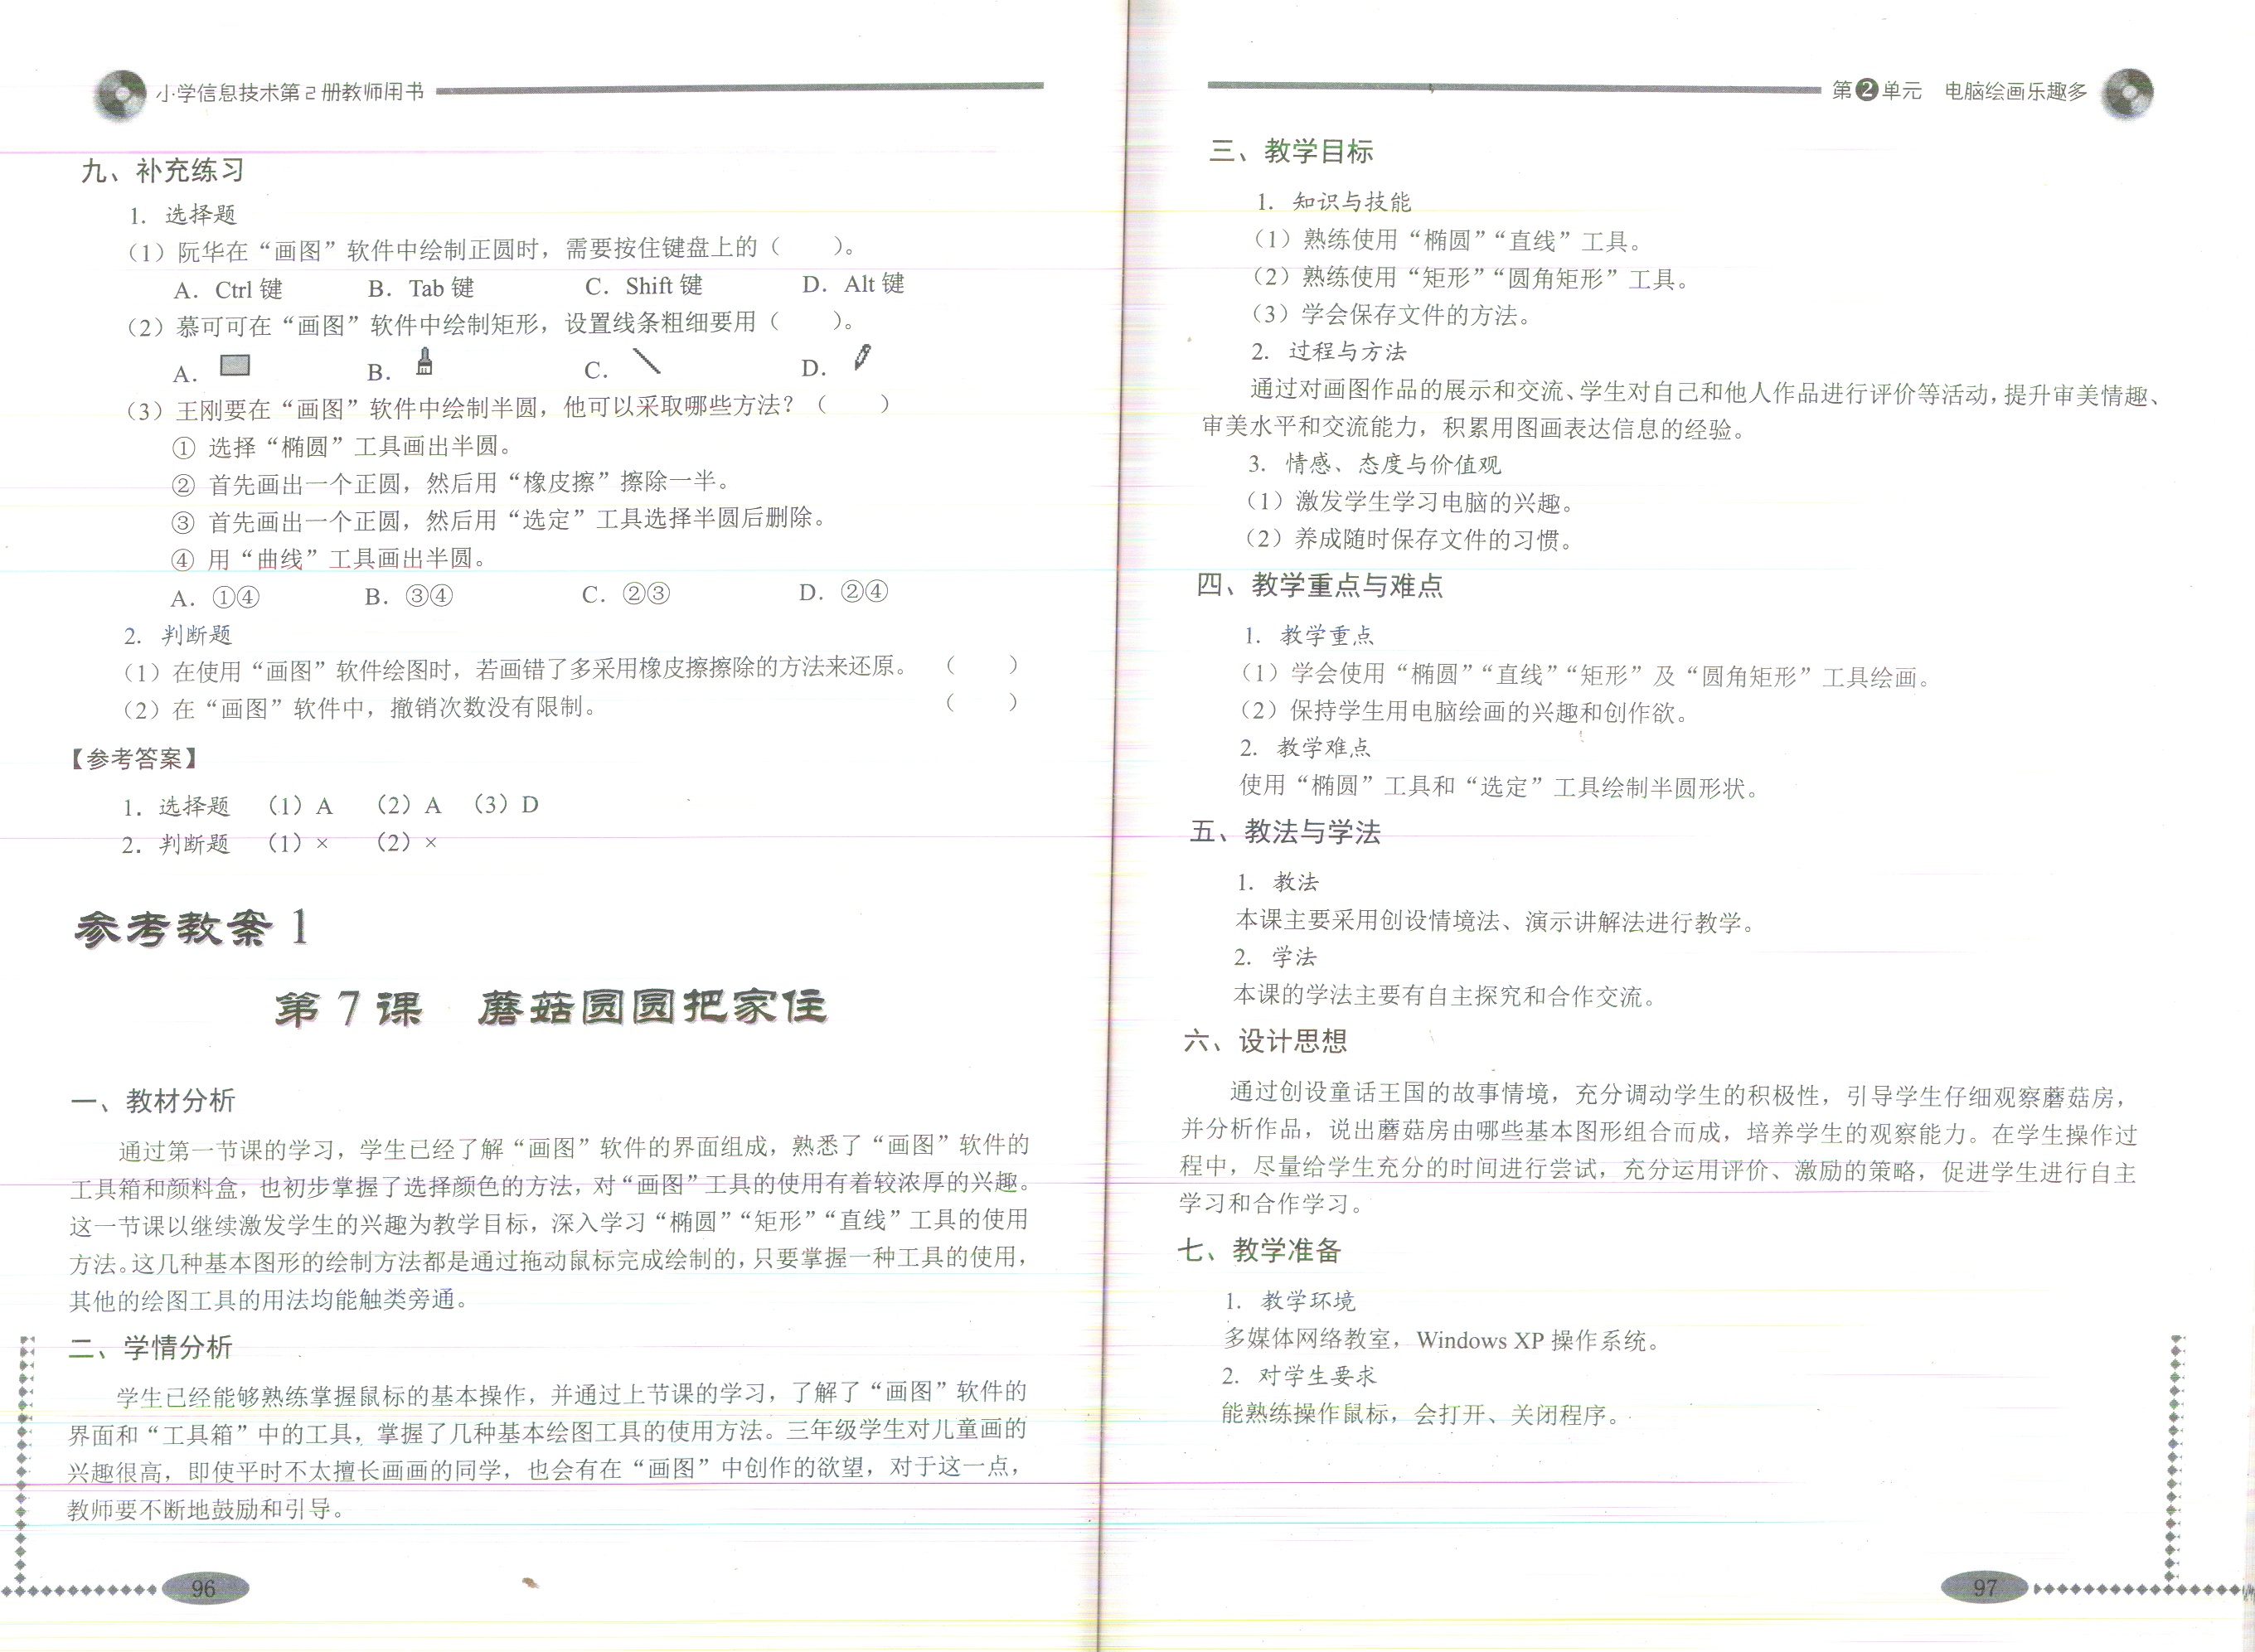 小学信息技术第2册教师用书
九、补充练习
1. 选择题
（1）阮华在“画图”软件中绘制正圆时，需要按住键盘上的（　　）。
A. Ctrl 键　B. Tab 键　C. Shift 键　D. Alt 键
（2）慕可可在“画图”软件中绘制矩形，设置线条粗细要用（　　）。
A.　B.　C.　D.
（3）王刚要在“画图”软件中绘制半圆，他可以采取哪些方法？（　　）
① 选择“椭圆”工具画出半圆。
② 首先画出一个正圆，然后用“橡皮擦”擦除一半。
③ 首先画出一个正圆，然后用“选定”工具选择半圆后删除。
④ 用“曲线”工具画出半圆。
A. ①④　B. ③④　C. ②③　D. ②④
2. 判断题
（1）在使用“画图”软件绘图时，若画错了多采用橡皮擦擦除的方法来还原。（　　）
（2）在“画图”软件中，撤销次数没有限制。（　　）
【参考答案】
1. 选择题　（1）A　（2）A　（3）D
2. 判断题　（1）×　（2）×
参考教案 1
第 7 课　蘑菇圆圆把家住
一、教材分析
通过第一节课的学习，学生已经了解“画图”软件的界面组成，熟悉了“画图”软件的
工具箱和颜料盒，也初步掌握了选择颜色的方法，对“画图”工具的使用有着较浓厚的兴趣。
这一节课以继续激发学生的兴趣为教学目标，深入学习“椭圆”“矩形”“直线”工具的使用
方法。这几种基本图形的绘制方法都是通过拖动鼠标完成绘制的，只要掌握一种工具的使用，
其他的绘图工具的用法均能触类旁通。
二、学情分析
学生已经能够熟练掌握鼠标的基本操作，并通过上节课的学习，了解了“画图”软件的
界面和“工具箱”中的工具，掌握了几种基本绘图工具的使用方法。三年级学生对儿童画的
兴趣很高，即使平时不太擅长画画的同学，也会有在“画图”中创作的欲望，对于这一点，
教师要不断地鼓励和引导。
96
第2单元　电脑绘画乐趣多
三、教学目标
1. 知识与技能
（1）熟练使用“椭圆”“直线”工具。
（2）熟练使用“矩形”“圆角矩形”工具。
（3）学会保存文件的方法。
2. 过程与方法
通过对画图作品的展示和交流、学生对自己和他人作品进行评价等活动，提升审美情趣、
审美水平和交流能力，积累用图画表达信息的经验。
3. 情感、态度与价值观
（1）激发学生学习电脑的兴趣。
（2）养成随时保存文件的习惯。
四、教学重点与难点
1. 教学重点
（1）学会使用“椭圆”“直线”“矩形”及“圆角矩形”工具绘画。
（2）保持学生用电脑绘画的兴趣和创作欲。
2. 教学难点
使用“椭圆”工具和“选定”工具绘制半圆形状。
五、教法与学法
1. 教法
本课主要采用创设情境法、演示讲解法进行教学。
2. 学法
本课的学法主要有自主探究和合作交流。
六、设计思想
通过创设童话王国的故事情境，充分调动学生的积极性，引导学生仔细观察蘑菇房，
并分析作品，说出蘑菇房由哪些基本图形组合而成，培养学生的观察能力。在学生操作过
程中，尽量给学生充分的时间进行尝试，充分运用评价、激励的策略，促进学生进行自主
学习和合作学习。
七、教学准备
1. 教学环境
多媒体网络教室，Windows XP 操作系统。
2. 对学生要求
能熟练操作鼠标，会打开、关闭程序。
97